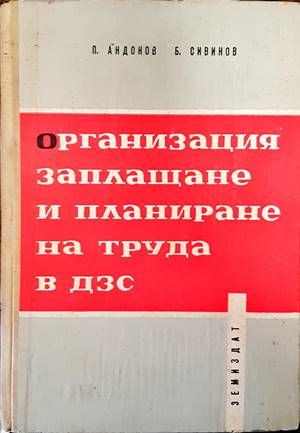 П. АНДОНОВ Б. СИВИНОВ
ОРГАНИЗАЦИЯ
ЗАПЛАЩАНЕ
И ПЛАНИРАНЕ
НА ТРУДА
В ДЗС
ЗЕМИЗДАТ